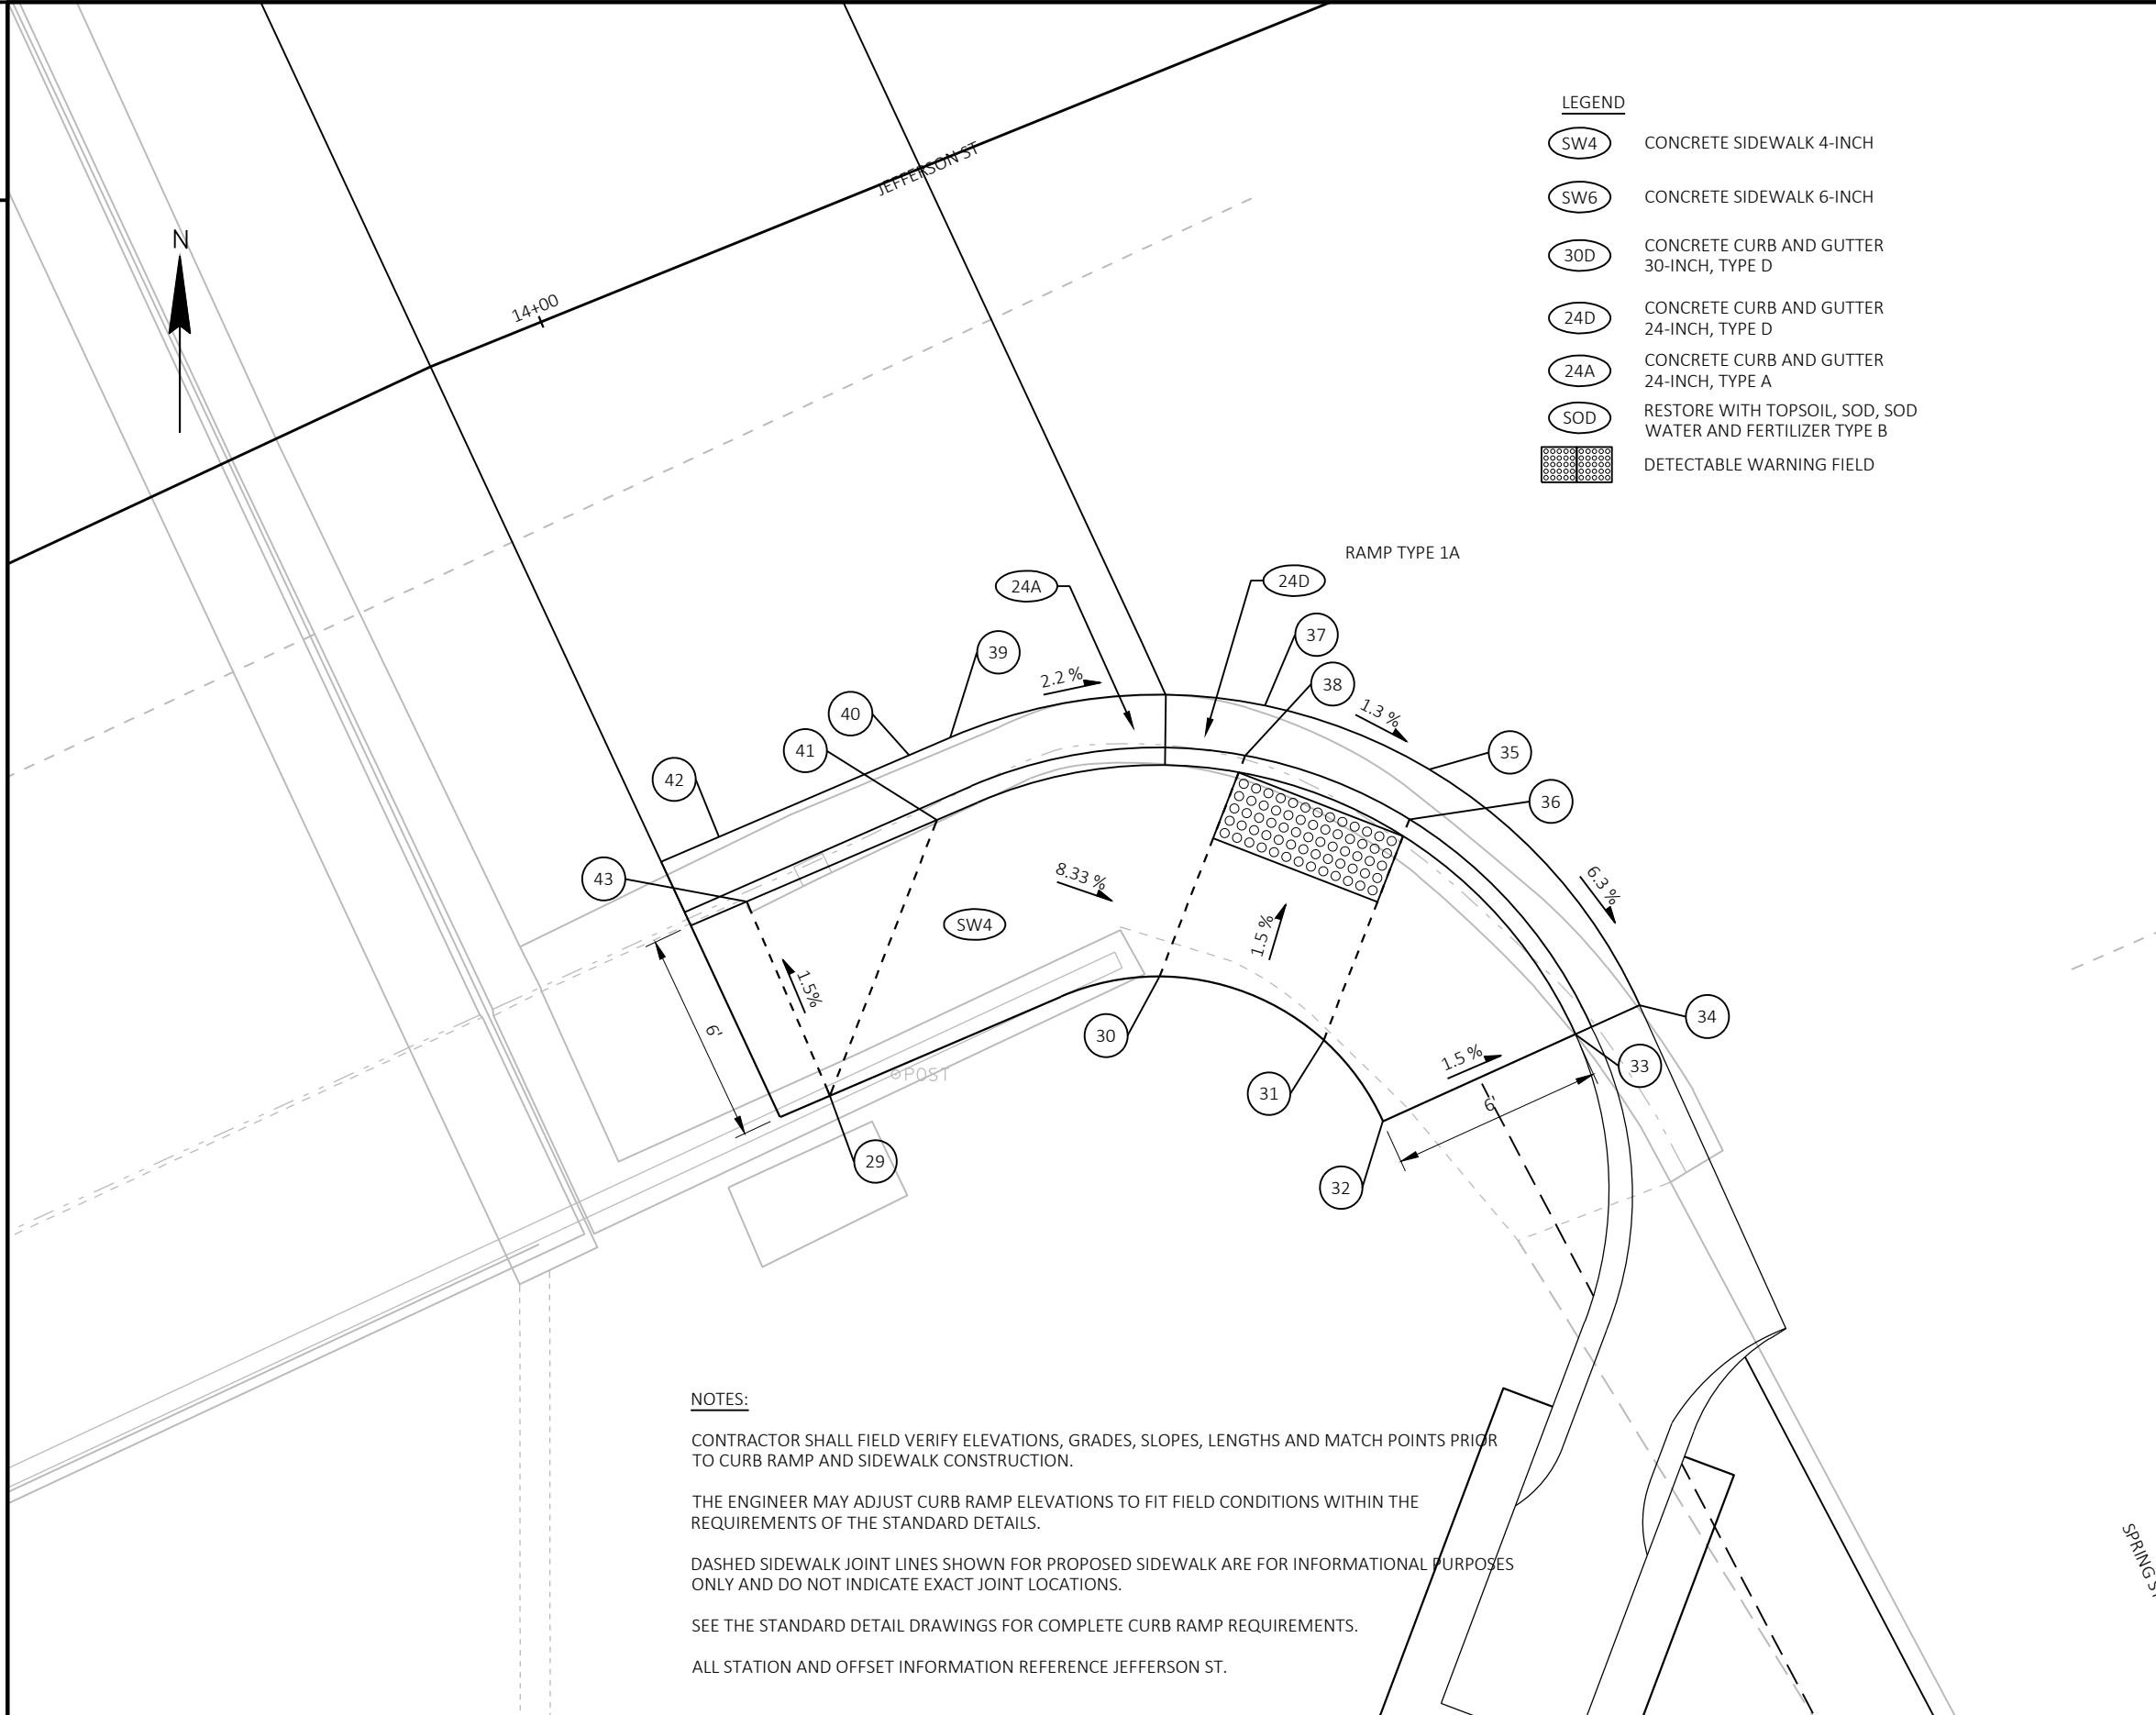 LEGEND
SW4 CONCRETE SIDEWALK 4-INCH
SW6 CONCRETE SIDEWALK 6-INCH
30D CONCRETE CURB AND GUTTER
30-INCH, TYPE D
24D CONCRETE CURB AND GUTTER
24-INCH, TYPE D
24A CONCRETE CURB AND GUTTER
24-INCH, TYPE A
SOD RESTORE WITH TOPSOIL, SOD, SOD
WATER AND FERTILIZER TYPE B
DETECTABLE WARNING FIELD
JEFFERSON ST
N
14+00
RAMP TYPE 1A
24A
24D
37
39
2.2 %
38
40
1.3 %
41
35
42
36
43
8.33 %
6.3 %
SW4
1.5 %
1.5%
6'
30
34
1.5 %
33
POST
31
6'
29
32
NOTES:
CONTRACTOR SHALL FIELD VERIFY ELEVATIONS, GRADES, SLOPES, LENGTHS AND MATCH POINTS PRIOR
TO CURB RAMP AND SIDEWALK CONSTRUCTION.
THE ENGINEER MAY ADJUST CURB RAMP ELEVATIONS TO FIT FIELD CONDITIONS WITHIN THE
REQUIREMENTS OF THE STANDARD DETAILS.
DASHED SIDEWALK JOINT LINES SHOWN FOR PROPOSED SIDEWALK ARE FOR INFORMATIONAL PURPOSES
ONLY AND DO NOT INDICATE EXACT JOINT LOCATIONS.
SEE THE STANDARD DETAIL DRAWINGS FOR COMPLETE CURB RAMP REQUIREMENTS.
ALL STATION AND OFFSET INFORMATION REFERENCE JEFFERSON ST.
SPRING